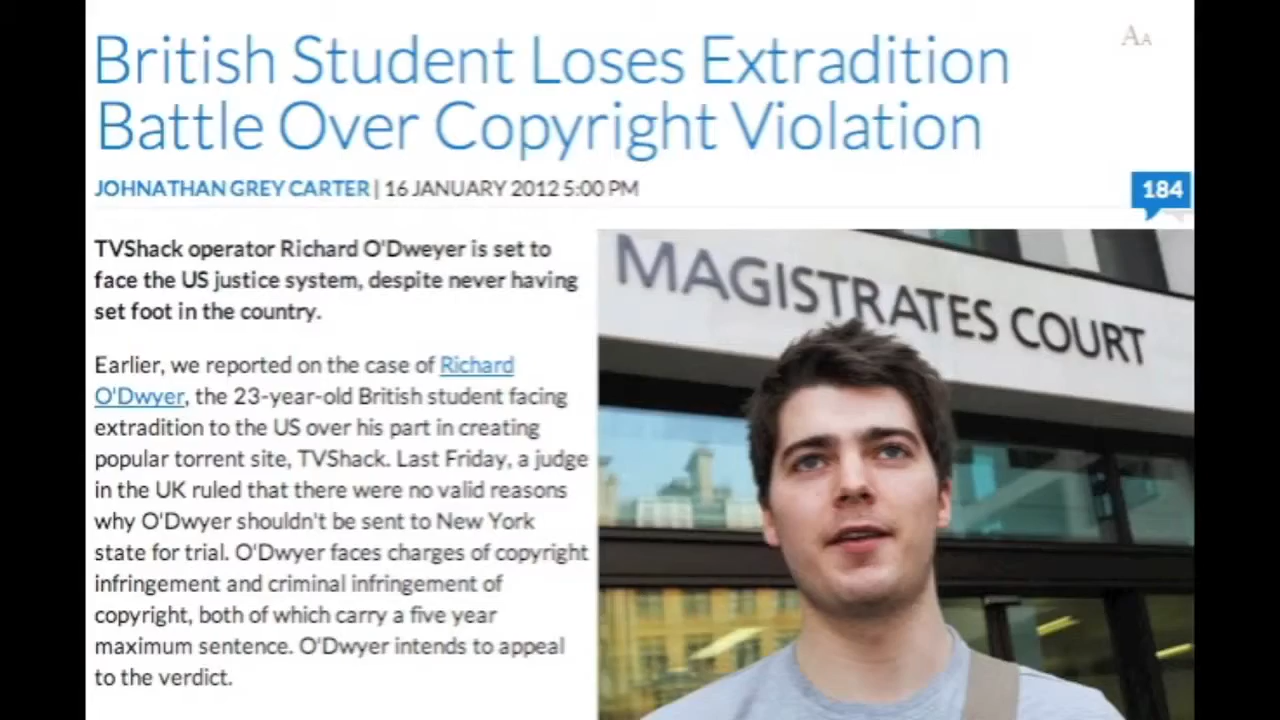 British Student Loses Extradition
Battle Over Copyright Violation
AA
JOHNATHAN GREY CARTER | 16 JANUARY 2012 5:00 PM
184
TVShack operator Richard O'Dweyer is set to
face the US justice system, despite never having
set foot in the country.
Earlier, we reported on the case of Richard
O'Dwyer, the 23-year-old British student facing
extradition to the US over his part in creating
popular torrent site, TVShack. Last Friday, a judge
in the UK ruled that there were no valid reasons
why O'Dwyer shouldn't be sent to New York
state for trial. O'Dwyer faces charges of copyright
infringement and criminal infringement of
copyright, both of which carry a five year
maximum sentence. O'Dwyer intends to appeal
to the verdict.
MAGISTRATES COURT